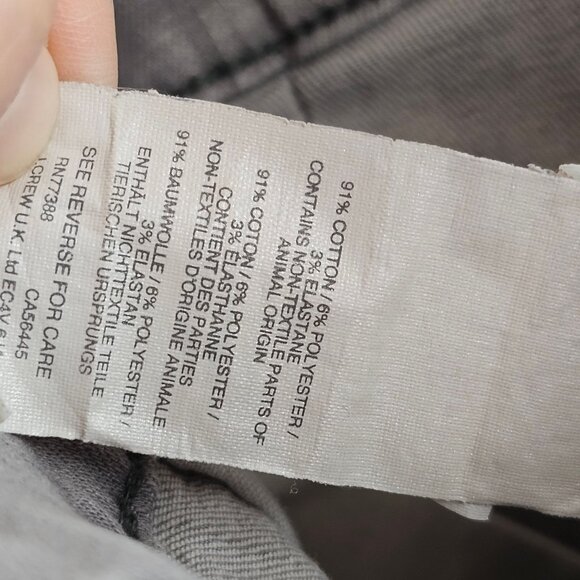 91% COTTON / 6% POLYESTER /
3% ELASTANE
CONTAINS NON-TEXTILE PARTS OF
ANIMAL ORIGIN
91% COTON / 6% POLYESTER /
3% ELASTHANNE
CONTIENT DES PARTIES
NON-TEXTILES D'ORIGINE ANIMALE
91% BAUMWOLLE / 6% POLYESTER /
3% ELASTAN
ENTHÄLT NICHTTEXTILE TEILE
TIERISCHEN URSPRUNGS
SEE REVERSE FOR CARE
RN77388 CA56445
.CREW U.K. Ltd EC4V 6